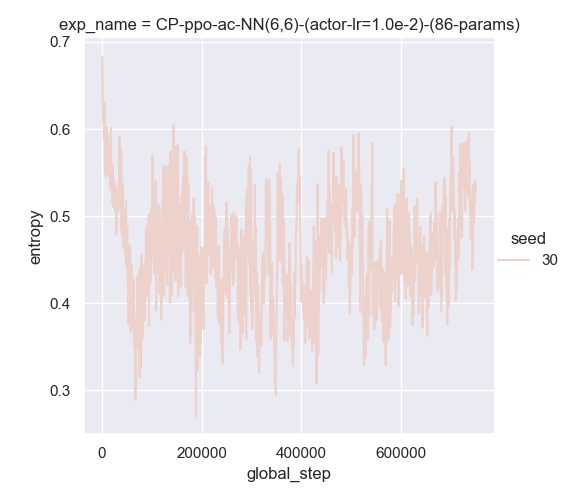 exp_name = CP-ppo-ac-NN(6,6)-(actor-lr=1.0e-2)-(86-params)
0.7
0.6
0.5
0.4
0.3
entropy
0
200000
400000
600000
global_step
seed
30